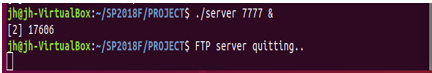 jh@jh-VirtualBox:~/SP2018F/PROJECT$ ./server 7777 &
[2] 17606
jh@jh-VirtualBox:~/SP2018F/PROJECT$ FTP server quitting..